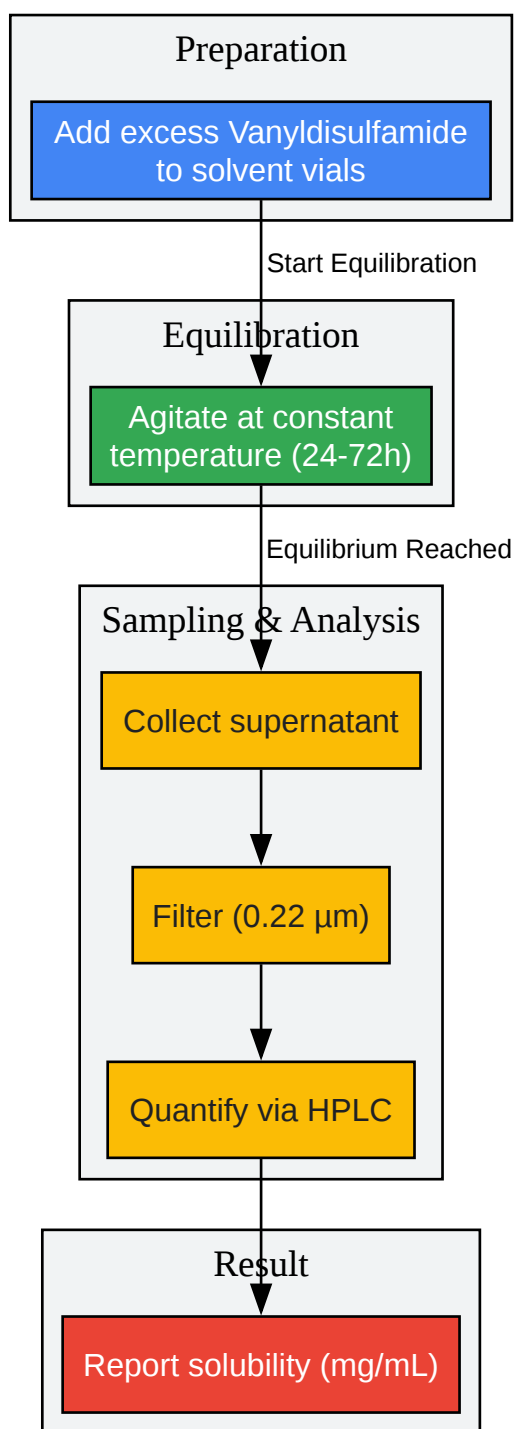 Preparation
Add excess Vanyldisulfamide
to solvent vials
Start Equilibration
Equilibration
Agitate at constant
temperature (24-72h)
Equilibrium Reached
Sampling & Analysis
Collect supernatant
Filter (0.22 µm)
Quantify via HPLC
Result
Report solubility (mg/mL)